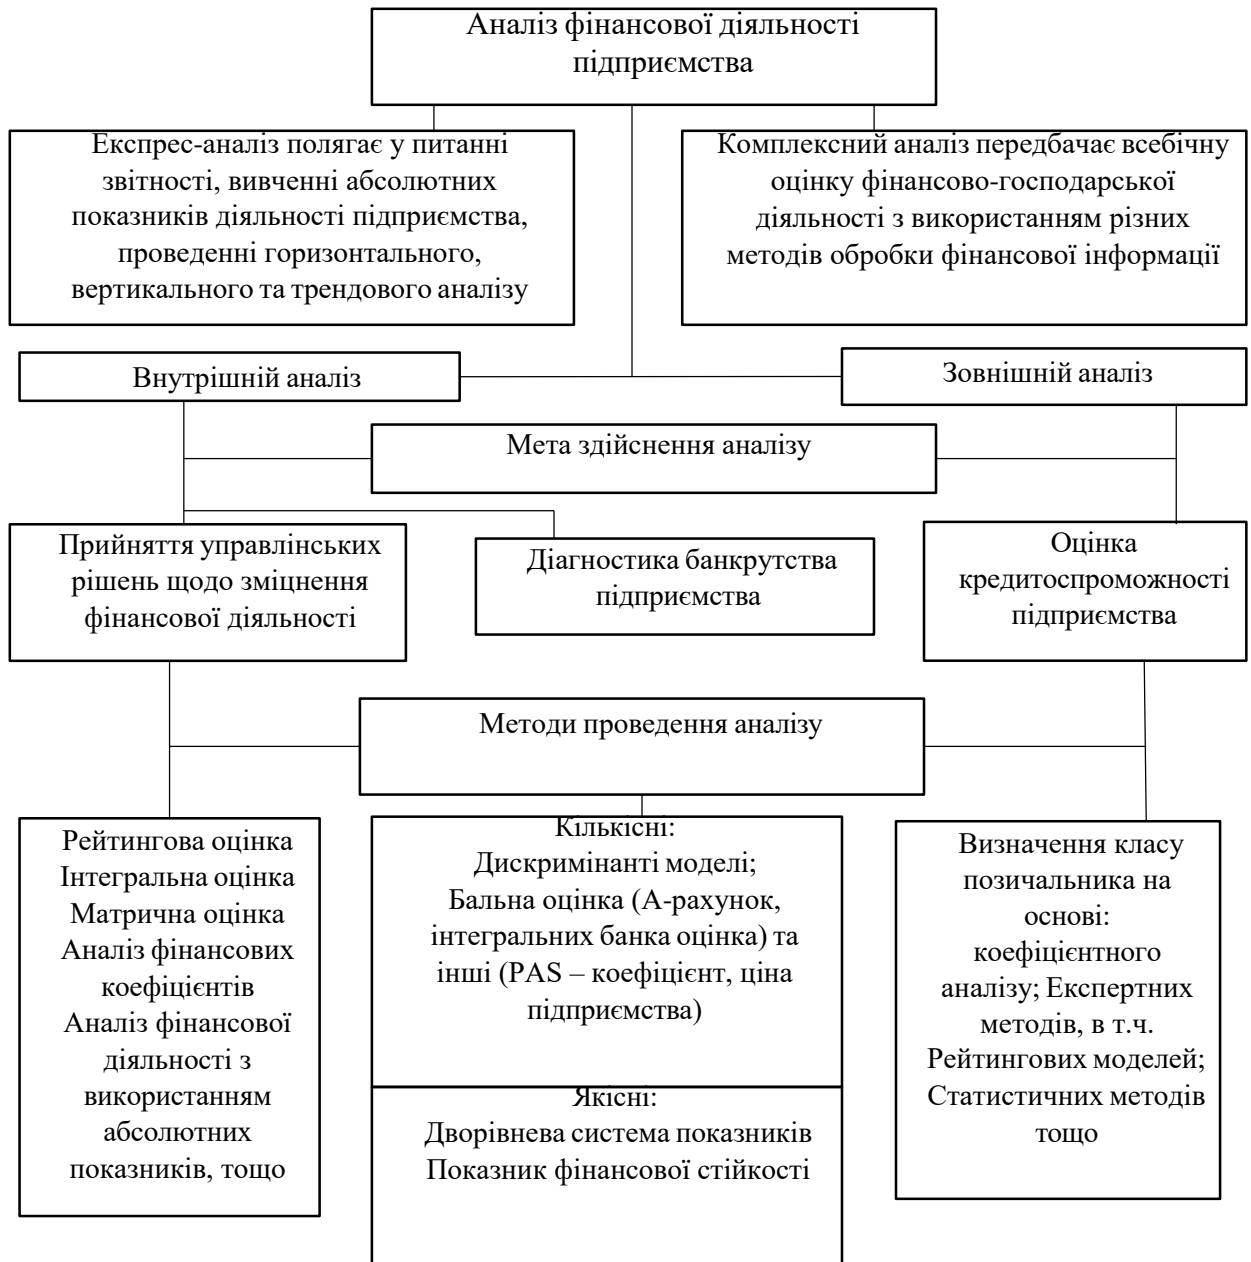 Аналіз фінансової діяльності
підприємства
Експрес-аналіз полягає у питанні
звітності, вивченні абсолютних
показників діяльності підприємства,
проведенні горизонтального,
вертикального та трендового аналізу
Комплексний аналіз передбачає всебічну
оцінку фінансово-господарської
діяльності з використанням різних
методів обробки фінансової інформації
Внутрішній аналіз
Зовнішній аналіз
Мета здійснення аналізу
Прийняття управлінських
рішень щодо зміцнення
фінансової діяльності
Діагностика банкрутства
підприємства
Оцінка
кредитоспроможності
підприємства
Методи проведення аналізу
Рейтингова оцінка
Інтегральна оцінка
Матрична оцінка
Аналіз фінансових
коефіцієнтів
Аналіз фінансової
діяльності з
використанням
абсолютних
показників, тощо
Кількісні:
Дискримінанті моделі;
Бальна оцінка (А-рахунок,
інтегральних банка оцінка) та
інші (PAS – коефіцієнт, ціна
підприємства)
Якісні:
Дворівнева система показників
Показник фінансової стійкості
Визначення класу
позичальника на
основі:
коефіцієнтного
аналізу; Експертних
методів, в т.ч.
Рейтингових моделей;
Статистичних методів
тощо